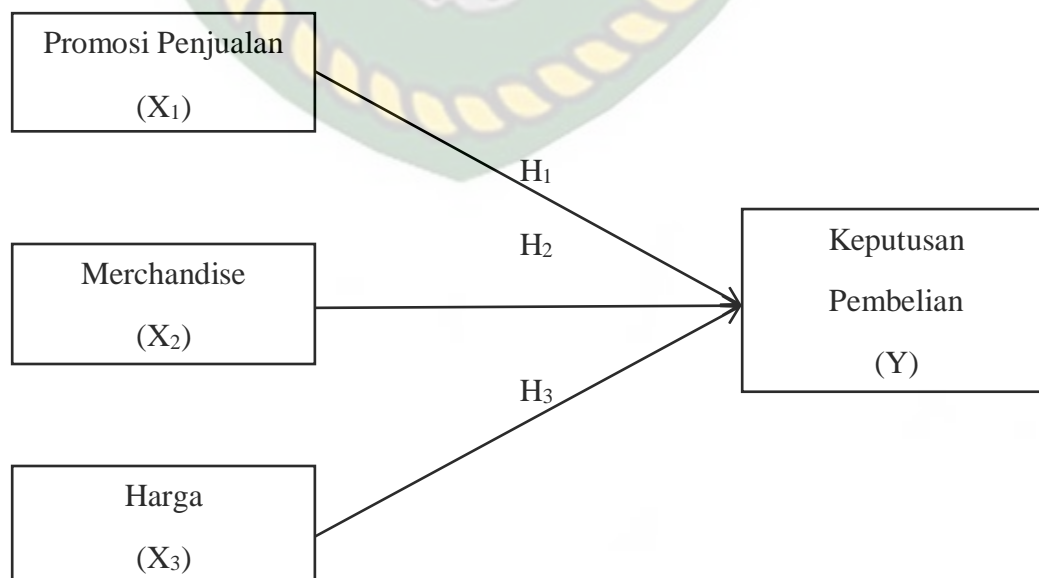 Promosi Penjualan
(X₁)
H₁
H₂
Merchandise
(X₂)
Keputusan
Pembelian
(Y)
H₃
Harga
(X₃)